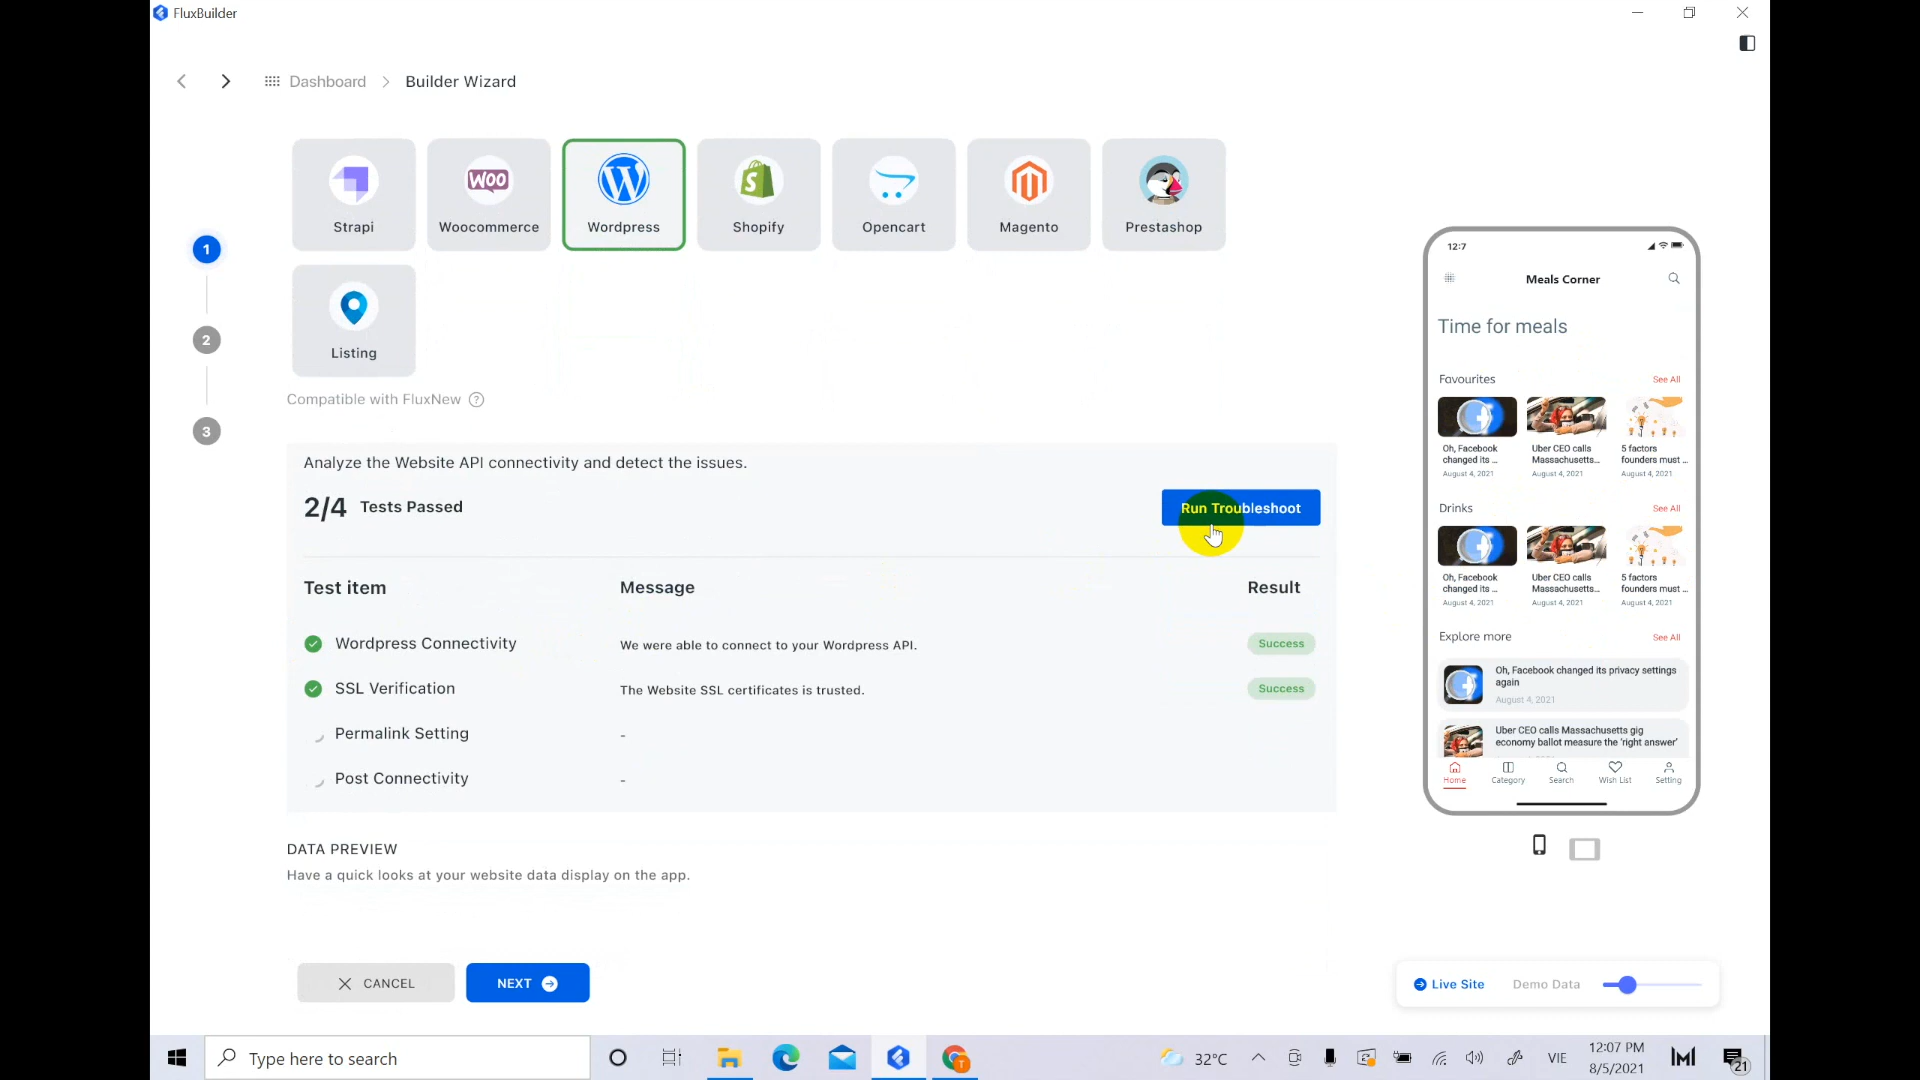 FluxBuilder
Dashboard > Builder Wizard
Strapi
WOO
Woocommerce
Wordpress
Shopify
Opencart
Magento
Prestashop
1
2
3
Listing
Compatible with FluxNew ?
Analyze the Website API connectivity and detect the issues.
2/4 Tests Passed
Run Troubleshoot
Test item Message Result
Wordpress Connectivity We were able to connect to your Wordpress API. Success
SSL Verification The Website SSL certificates is trusted. Success
Permalink Setting -
Post Connectivity -
DATA PREVIEW
Have a quick looks at your website data display on the app.
CANCEL
NEXT
12:7
Meals Corner
Time for meals
Favourites See All
Oh, Facebook changed its ...
August 4, 2021
Uber CEO calls Massachusetts...
August 4, 2021
5 factors founders must ...
August 4, 2021
Drinks See All
Oh, Facebook changed its ...
August 4, 2021
Uber CEO calls Massachusetts...
August 4, 2021
5 factors founders must ...
August 4, 2021
Explore more See All
Oh, Facebook changed its privacy settings
again
August 4, 2021
Uber CEO calls Massachusetts gig
economy ballot measure the 'right answer'
Home
Category
Search
Wish List
Setting
Live Site
Demo Data
Type here to search
32°C
VIE
12:07 PM
8/5/2021
21